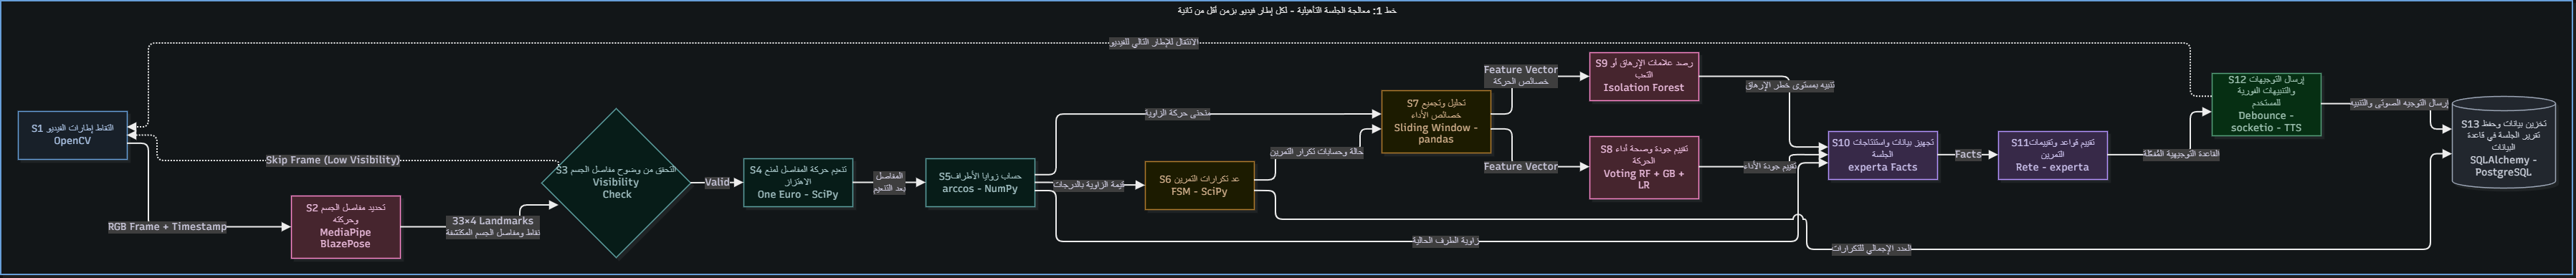 خط 1: معالجة الجلسة التأهيلية - لكل إطار فيديو بزمن أقل من ثانية
الانتقال للإطار التالي للفيديو
S1 التقاط إطارات الفيديو
OpenCV
RGB Frame + Timestamp
Skip Frame (Low Visibility)
S2 تحديد مفاصل الجسم
وحركته
MediaPipe
BlazePose
33×4 Landmarks
نقاط ومفاصل الجسم المكتشفة
S3 التحقق من وضوح مفاصل الجسم
Visibility
Check
Valid
S4 تنعيم حركة المفاصل لمنع
الاهتزاز
One Euro - SciPy
المفاصل
بعد التنعيم
S5 حساب زوايا الأطراف
arccos - NumPy
منحنى حركة الزوايا
قيمة الزاوية بالدرجات
زاوية الطرف الحالية
S6 عد تكرارات التمرين
FSM - SciPy
حالة وحسابات تكرار التمرين
العدد الإجمالي للتكرارات
S7 تحليل وتجميع
خصائص الأداء
Sliding Window -
pandas
Feature Vector
خصائص الحركة
Feature Vector
S9 رصد علامات الإرهاق أو
التعب
Isolation Forest
تنبيه بمستوى خطر الإرهاق
S8 تقييم جودة وصحة أداء
الحركة
Voting RF + GB +
LR
تقييم جودة الأداء
S10 تجهيز بيانات واستنتاجات
الجلسة
experta Facts
Facts
S11 تقييم قواعد وتقييمات
التمرين
Rete - experta
القاعدة التوجيهية المُفعّلة
S12 إرسال التوجيهات
والتنبيهات الفورية
للمستخدم
Debounce -
socketio - TTS
إرسال التوجيه الصوتي والتنبيه
S13 تخزين بيانات وحفظ
تقرير الجلسة في قاعدة
البيانات
SQLAlchemy -
PostgreSQL